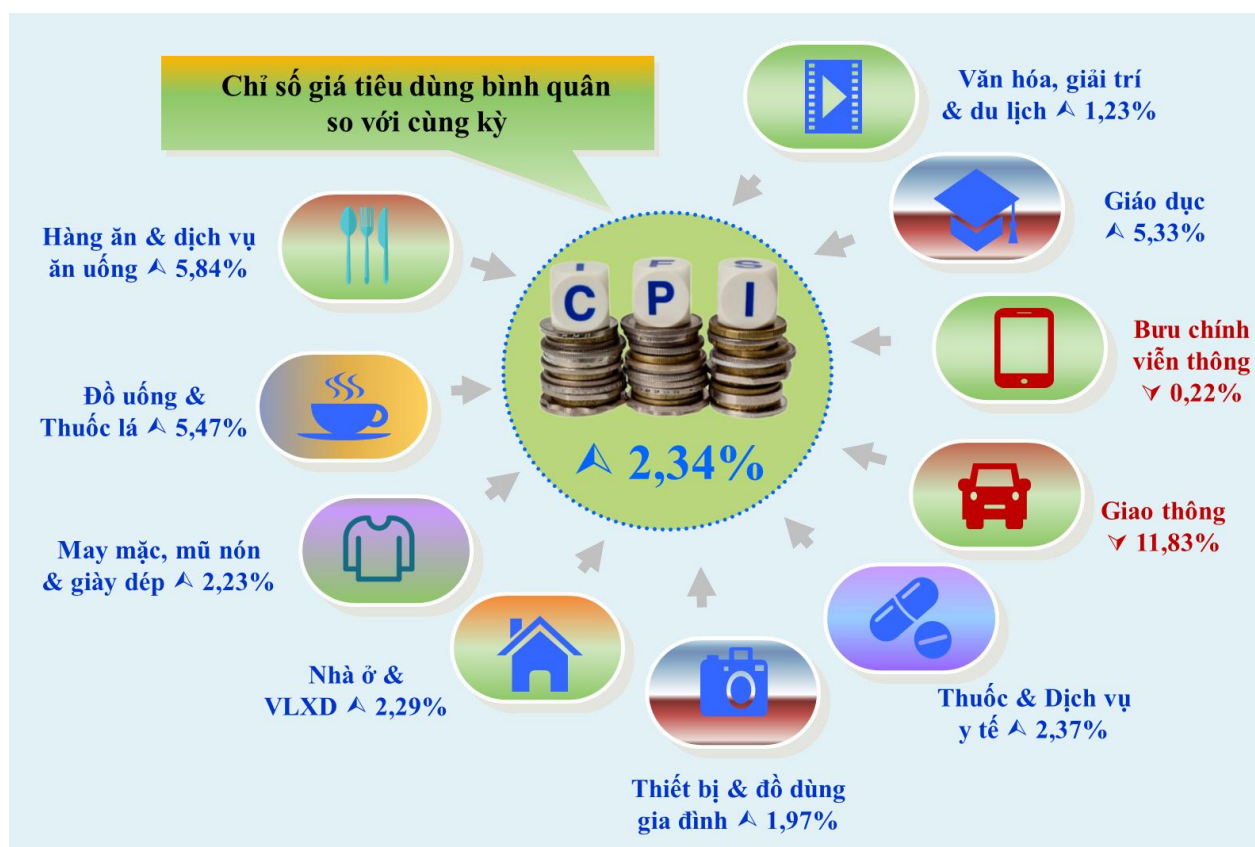 Chỉ số giá tiêu dùng bình quân
so với cùng kỳ
Văn hóa, giải trí
& du lịch ⮝ 1,23%
Giáo dục
⮝ 5,33%
Bưu chính
viễn thông
⮟ 0,22%
Giao thông
⮟ 11,83%
Thuốc & Dịch vụ
y tế ⮝ 2,37%
Thiết bị & đồ dùng
gia đình ⮝ 1,97%
Nhà ở &
VLXD ⮝ 2,29%
May mặc, mũ nón
& giày dép ⮝ 2,23%
Đồ uống &
Thuốc lá ⮝ 5,47%
Hàng ăn & dịch vụ
ăn uống ⮝ 5,84%
I F S
C P I
⮝ 2,34%